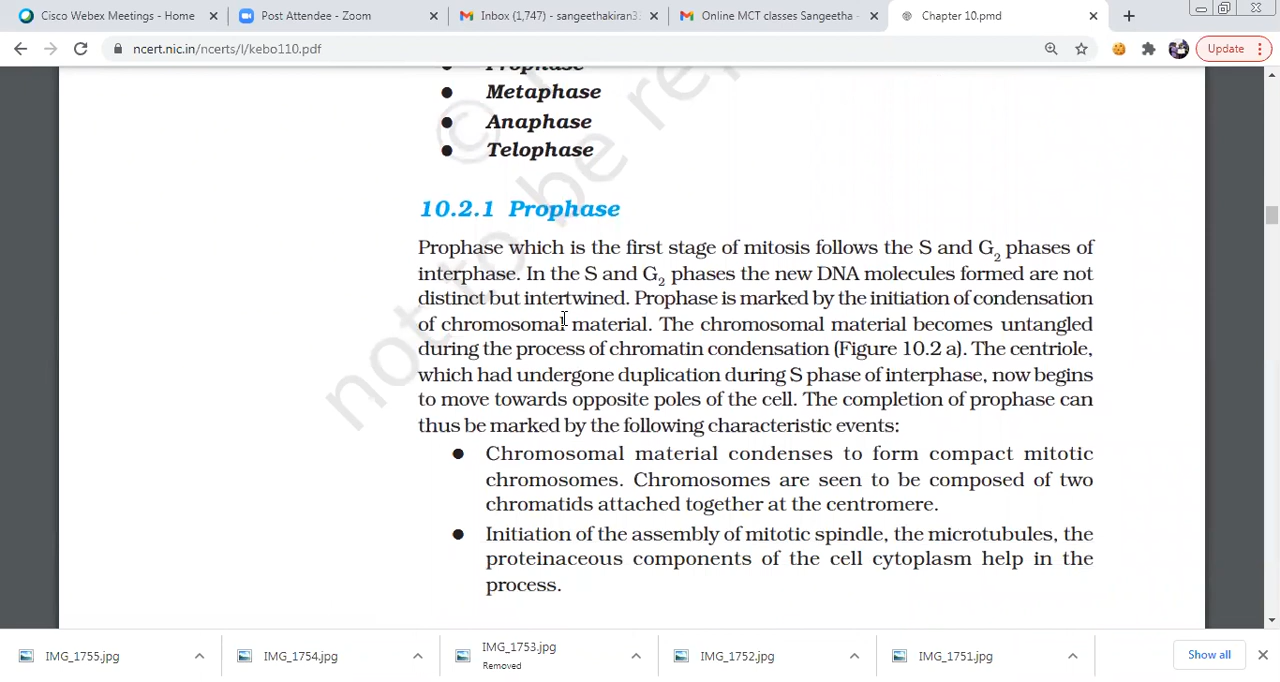 Cisco Webex Meetings - Home
Post Attendee - Zoom
Inbox (1,747) - sangeethakiran33
Online MCT classes Sangeetha -
Chapter 10.pmd
ncert.nic.in/ncerts/l/kebo110.pdf
Update
Prophase
Metaphase
Anaphase
Telophase
© 
not to be re
10.2.1 Prophase
Prophase which is the first stage of mitosis follows the S and G2 phases of
interphase. In the S and G2 phases the new DNA molecules formed are not
distinct but intertwined. Prophase is marked by the initiation of condensation
of chromosomal material. The chromosomal material becomes untangled
during the process of chromatin condensation (Figure 10.2 a). The centriole,
which had undergone duplication during S phase of interphase, now begins
to move towards opposite poles of the cell. The completion of prophase can
thus be marked by the following characteristic events:
Chromosomal material condenses to form compact mitotic
chromosomes. Chromosomes are seen to be composed of two
chromatids attached together at the centromere.
Initiation of the assembly of mitotic spindle, the microtubules, the
proteinaceous components of the cell cytoplasm help in the
process.
IMG_1755.jpg
IMG_1754.jpg
IMG_1753.jpg
Removed
IMG_1752.jpg
IMG_1751.jpg
Show all